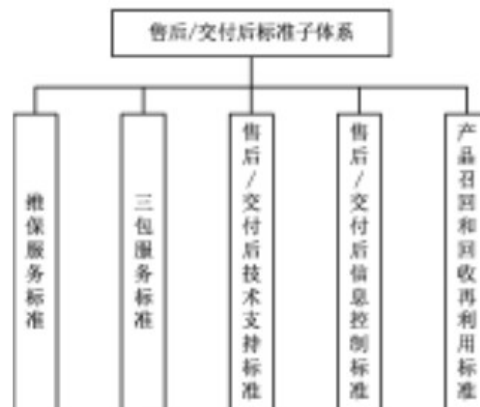 售后/交付后标准子体系
维保服务标准
三包服务标准
售后/交付后技术支持标准
售后/交付后信息控制标准
产品召回和回收再利用标准